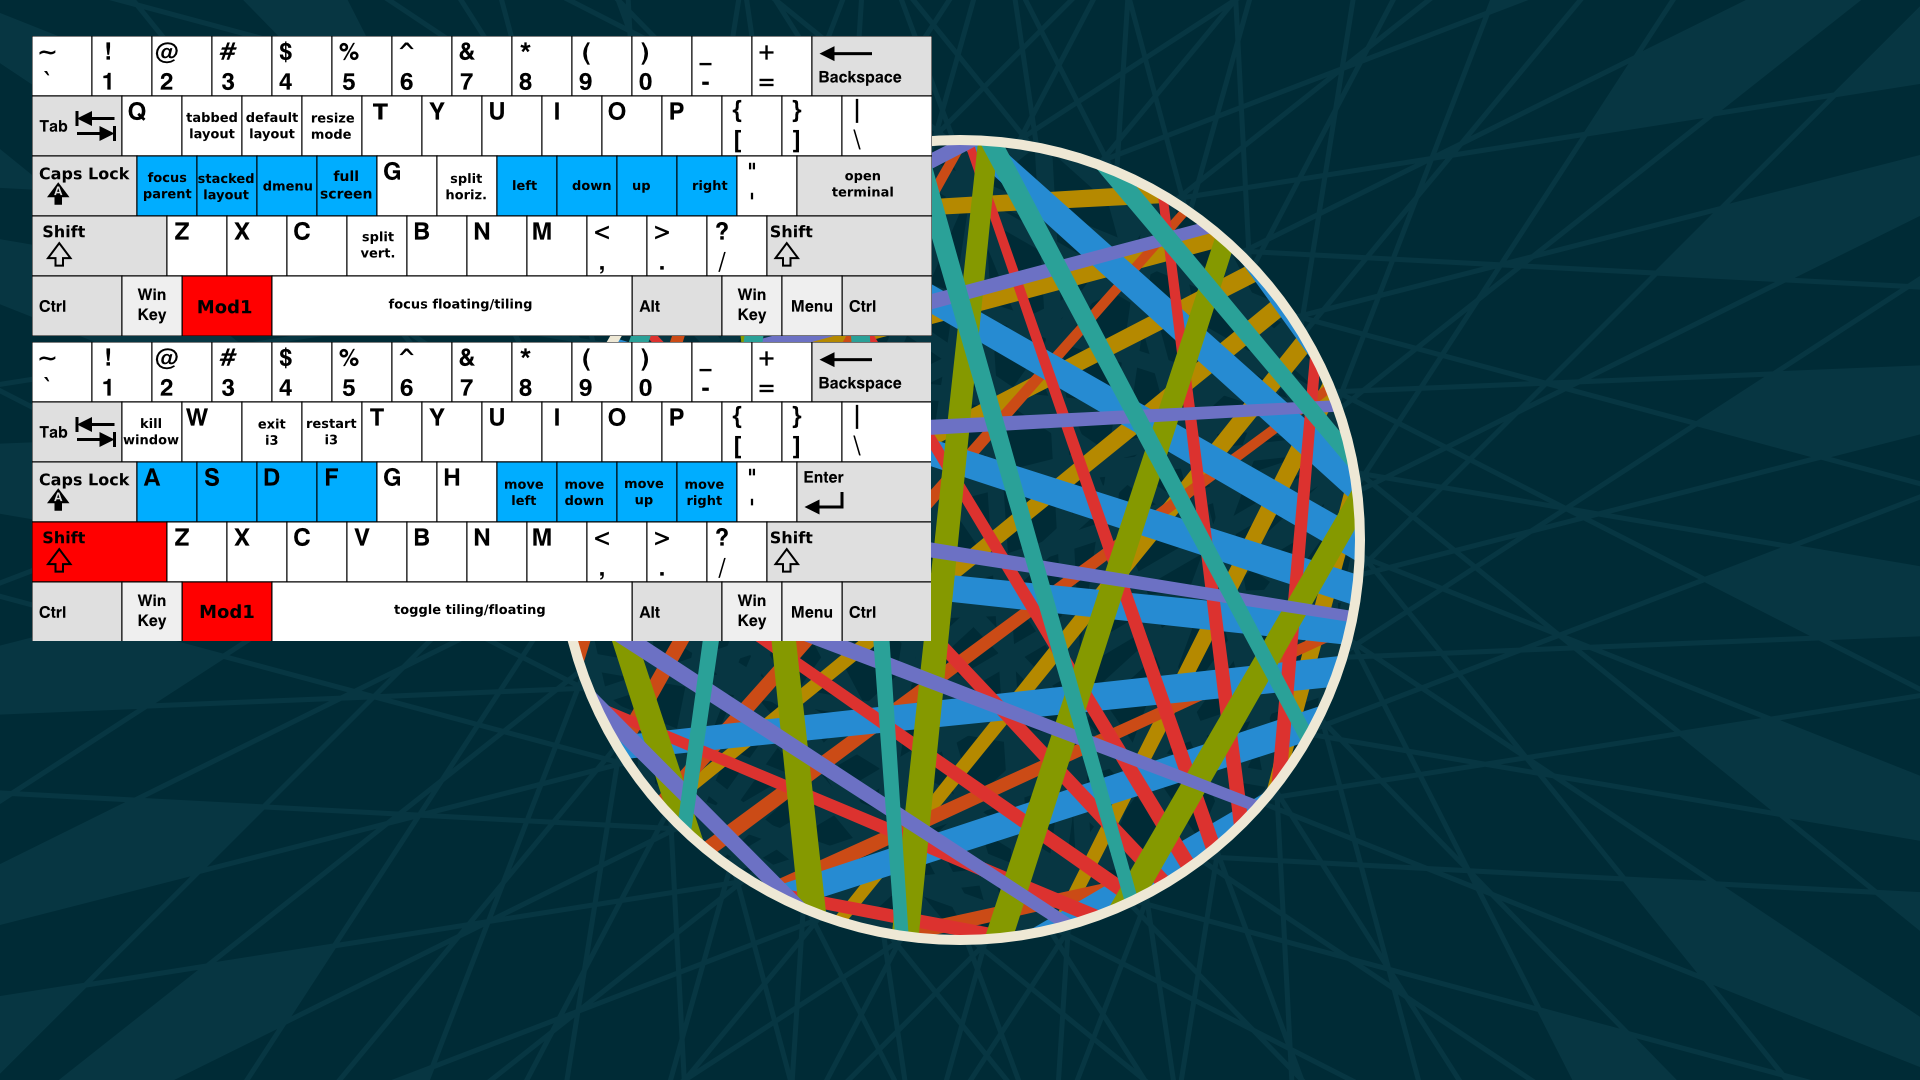 ~ ! @ # $ % ^ & * ( ) _ +
` 1 2 3 4 5 6 7 8 9 0 - = Backspace
Tab Q tabbed layout default layout resize mode T Y U I O P { [ } ] | \
Caps Lock A focus parent stacked layout dmenu full screen G split horiz. left down up right " ' open terminal
Shift Z X C split vert. B N M < , > . ? / Shift
Ctrl Win Key Mod1 focus floating/tiling Alt Win Key Menu Ctrl
~ ! @ # $ % ^ & * ( ) _ +
` 1 2 3 4 5 6 7 8 9 0 - = Backspace
Tab kill window W exit i3 restart i3 T Y U I O P { [ } ] | \
Caps Lock A A S D F G H move left move down move up move right " ' Enter
Shift Z X C V B N M < , > . ? / Shift
Ctrl Win Key Mod1 toggle tiling/floating Alt Win Key Menu Ctrl